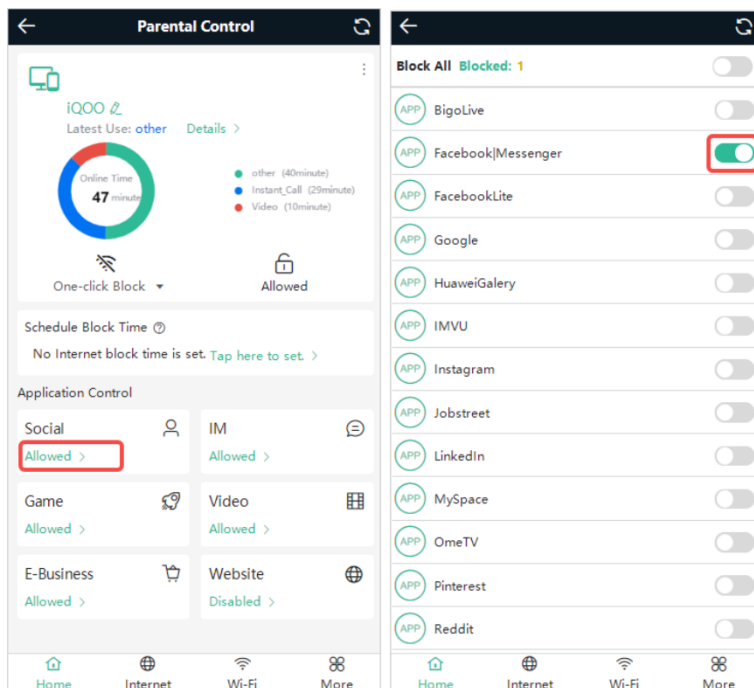 Parental Control
iQOO
Latest Use: other Details >
Online Time
47 minute
other (40minute)
Instant_Call (29minute)
Video (10minute)
One-click Block
Allowed
Schedule Block Time
No Internet block time is set. Tap here to set. >
Application Control
Social
Allowed >
IM
Allowed >
Game
Allowed >
Video
Allowed >
E-Business
Allowed >
Website
Disabled >
Home Internet Wi-Fi More
Block All Blocked: 1
APP BigoLive
APP Facebook|Messenger
APP FacebookLite
APP Google
APP HuaweiGalery
APP IMVU
APP Instagram
APP Jobstreet
APP LinkedIn
APP MySpace
APP OmeTV
APP Pinterest
APP Reddit
Home Internet Wi-Fi More